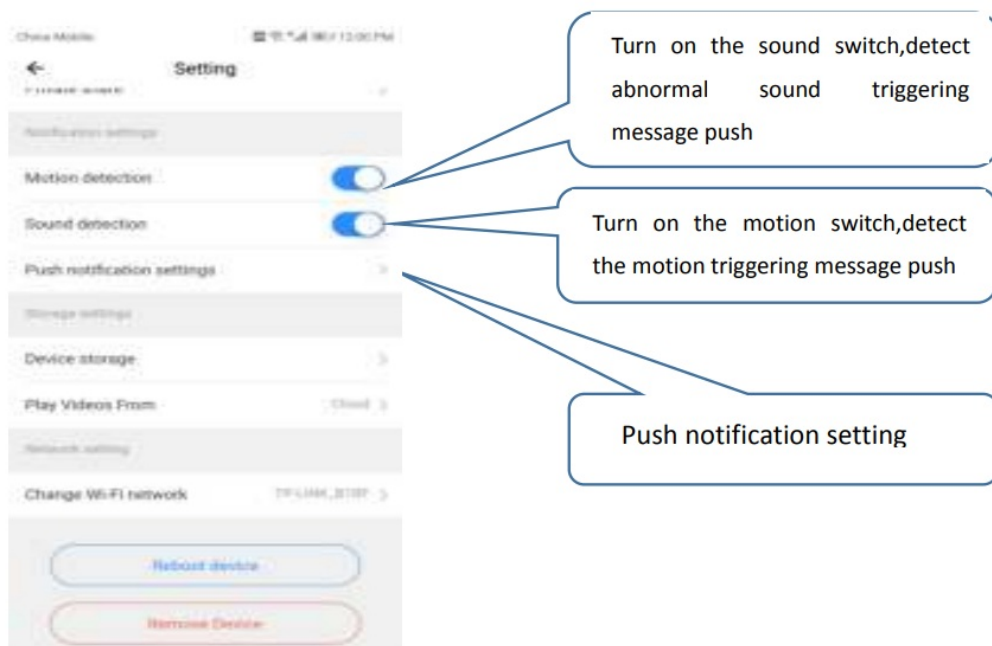 China Mobile 12:00 PM
Setting
Notification settings
Motion detection
Sound detection
Push notification settings
Storage settings
Device storage
Play Videos From Cloud
Network setting
Change Wi-Fi network
Reboot device
Remove Device
Turn on the sound switch,detect
abnormal sound triggering
message push
Turn on the motion switch,detect
the motion triggering message push
Push notification setting